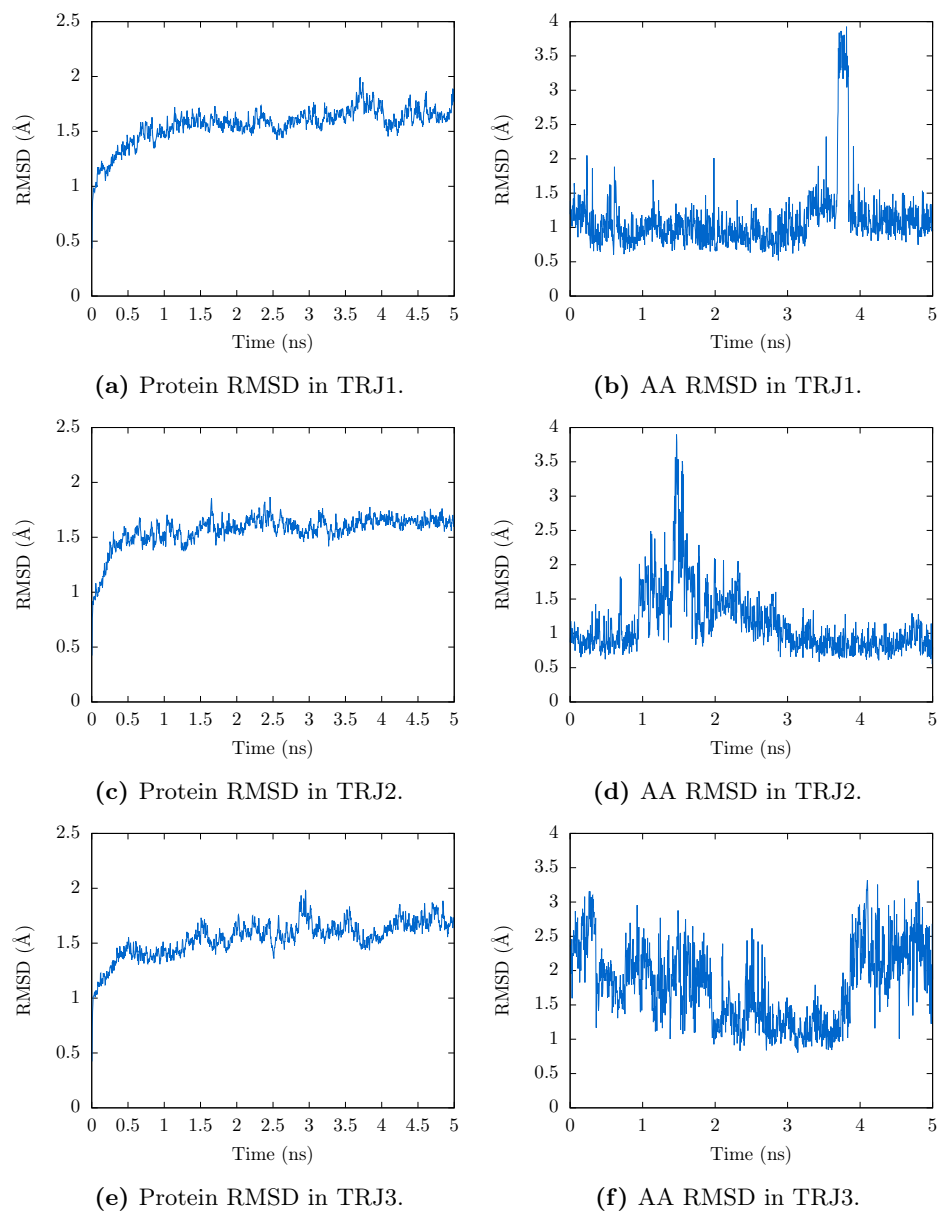 2.5
2
1.5
1
0.5
0
RMSD (Å)
0 0.5 1 1.5 2 2.5 3 3.5 4 4.5 5
Time (ns)
(a) Protein RMSD in TRJ1.
4
3.5
3
2.5
2
1.5
1
0.5
0
RMSD (Å)
0 1 2 3 4 5
Time (ns)
(b) AA RMSD in TRJ1.
2.5
2
1.5
1
0.5
0
RMSD (Å)
0 0.5 1 1.5 2 2.5 3 3.5 4 4.5 5
Time (ns)
(c) Protein RMSD in TRJ2.
4
3.5
3
2.5
2
1.5
1
0.5
0
RMSD (Å)
0 1 2 3 4 5
Time (ns)
(d) AA RMSD in TRJ2.
2.5
2
1.5
1
0.5
0
RMSD (Å)
0 0.5 1 1.5 2 2.5 3 3.5 4 4.5 5
Time (ns)
(e) Protein RMSD in TRJ3.
4
3.5
3
2.5
2
1.5
1
0.5
0
RMSD (Å)
0 1 2 3 4 5
Time (ns)
(f) AA RMSD in TRJ3.